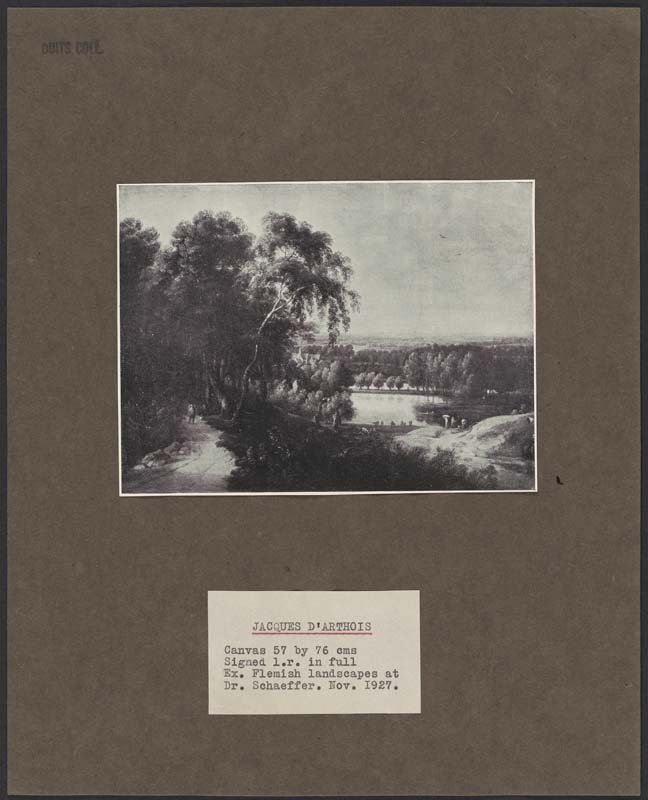 DUITS COLL.
JACQUES D'ARTHOIS
Canvas 57 by 76 cms
Signed l.r. in full
Ex. Flemish landscapes at
Dr. Schaeffer. Nov. I927.